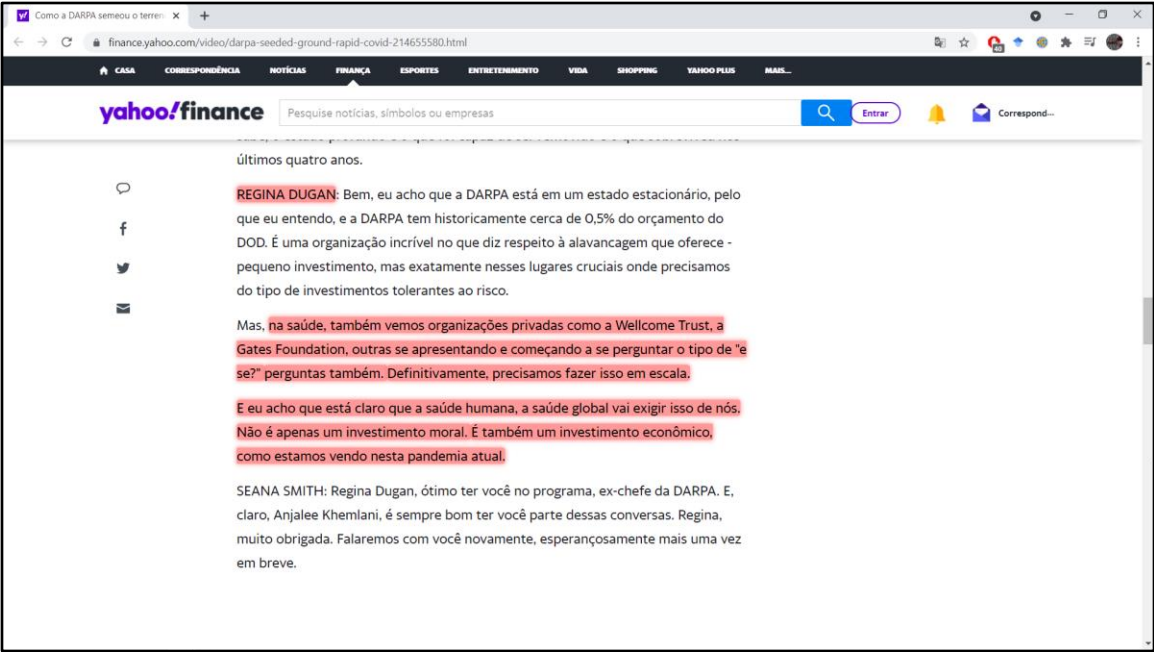 Como a DARPA semeou o terren
finance.yahoo.com/video/darpa-seeded-ground-rapid-covid-214655580.html
40
CASA CORRESPONDÊNCIA NOTÍCIAS FINANÇA ESPORTES ENTRETENIMENTO VIDA SHOPPING YAHOO PLUS MAIS...
yahoo!finance
Pesquise notícias, símbolos ou empresas
Entrar
Correspond...
últimos quatro anos.
REGINA DUGAN: Bem, eu acho que a DARPA está em um estado estacionário, pelo
que eu entendo, e a DARPA tem historicamente cerca de 0,5% do orçamento do
DOD. É uma organização incrível no que diz respeito à alavancagem que oferece -
pequeno investimento, mas exatamente nesses lugares cruciais onde precisamos
do tipo de investimentos tolerantes ao risco.
Mas, na saúde, também vemos organizações privadas como a Wellcome Trust, a
Gates Foundation, outras se apresentando e começando a se perguntar o tipo de "e
se?" perguntas também. Definitivamente, precisamos fazer isso em escala.
E eu acho que está claro que a saúde humana, a saúde global vai exigir isso de nós.
Não é apenas um investimento moral. É também um investimento econômico,
como estamos vendo nesta pandemia atual.
SEANA SMITH: Regina Dugan, ótimo ter você no programa, ex-chefe da DARPA. E,
claro, Anjalee Khemlani, é sempre bom ter você parte dessas conversas. Regina,
muito obrigada. Falaremos com você novamente, esperançosamente mais uma vez
em breve.